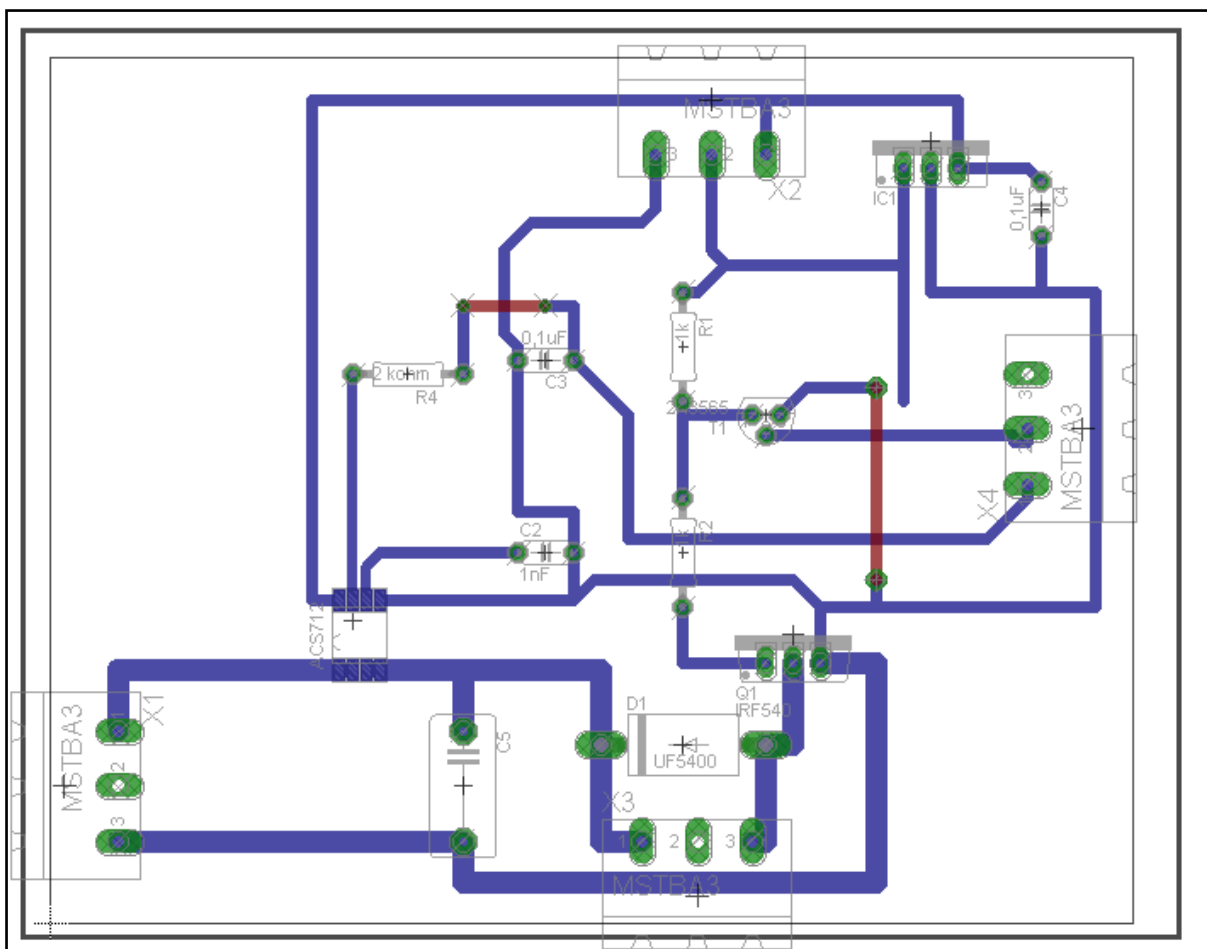 MSTBA3
3
2
X2
IC1
0,1uF
C4
1k
R1
0,1uF
C3
2 kohm
R4
T1
3
2
X4
MSTBA3
C2
1nF
1k
R2
ACS712
Q1
IRF540
D1
UF5400
X1
1
2
3
MSTBA3
C5
X3
1
2
3
MSTBA3